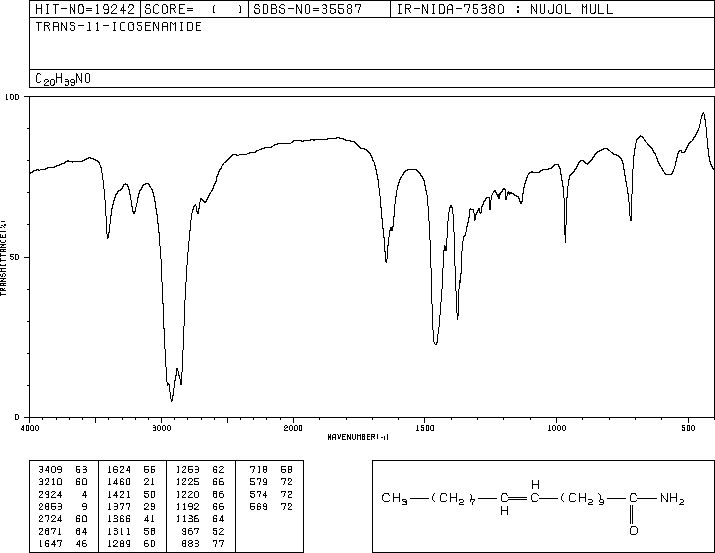 HIT-NO=19242 SCORE= ( ) SDBS-NO=35587 IR-NIDA-75380 : NUJOL MULL
TRANS-11-ICOSENAMIDE
C20H39NO
100
50
0
TRANSMITTANCE(%)
4000 3000 2000 1500 1000 500
WAVENUMBER(-1)
3409 53 1624 55 1253 62 718 58
3210 60 1460 21 1225 66 579 72
2924 4 1421 50 1220 66 574 72
2853 9 1377 29 1192 66 569 72
2724 60 1366 41 1136 64
2671 64 1311 58 967 52
1647 46 1289 60 883 77
H
CH3—(CH2)7—C=C—(CH2)9—C—NH2
H
O